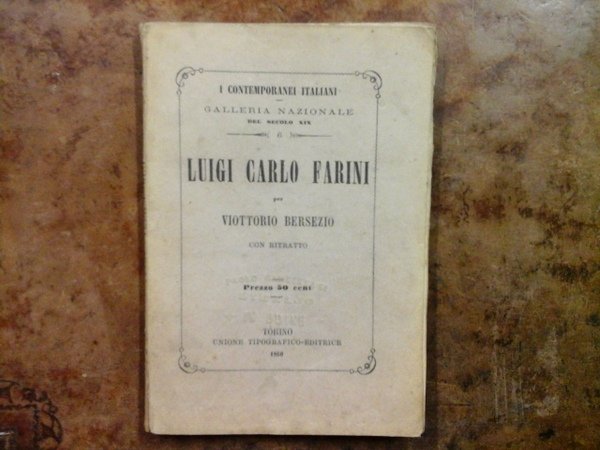 I CONTEMPORANEI ITALIANI
GALLERIA NAZIONALE
DEL SECOLO XIX
LUIGI CARLO FARINI
per
VIOTTORIO BERSEZIO
CON RITRATTO
Prezzo 50 cent
TORINO
UNIONE TIPOGRAFICO-EDITRICE
1860